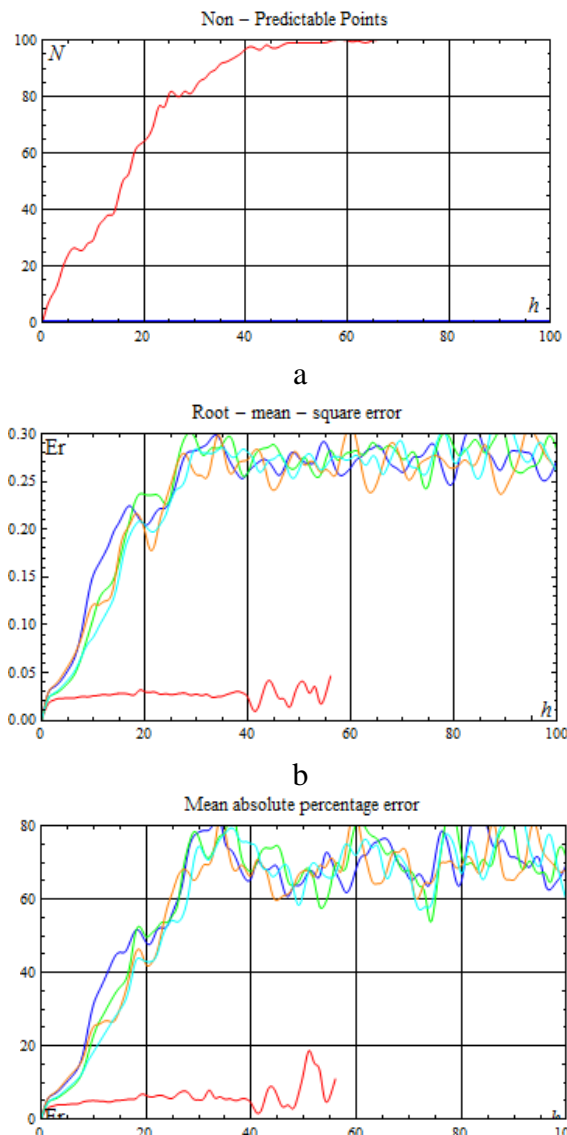 Non – Predictable Points
100
N
80
60
40
20
0
h
0 20 40 60 80 100
a
Root – mean – square error
0.30
Er
0.25
0.20
0.15
0.10
0.05
0.00
h
0 20 40 60 80 100
b
Mean absolute percentage error
80
60
40
20
0
Er
h
0 20 40 60 80 100